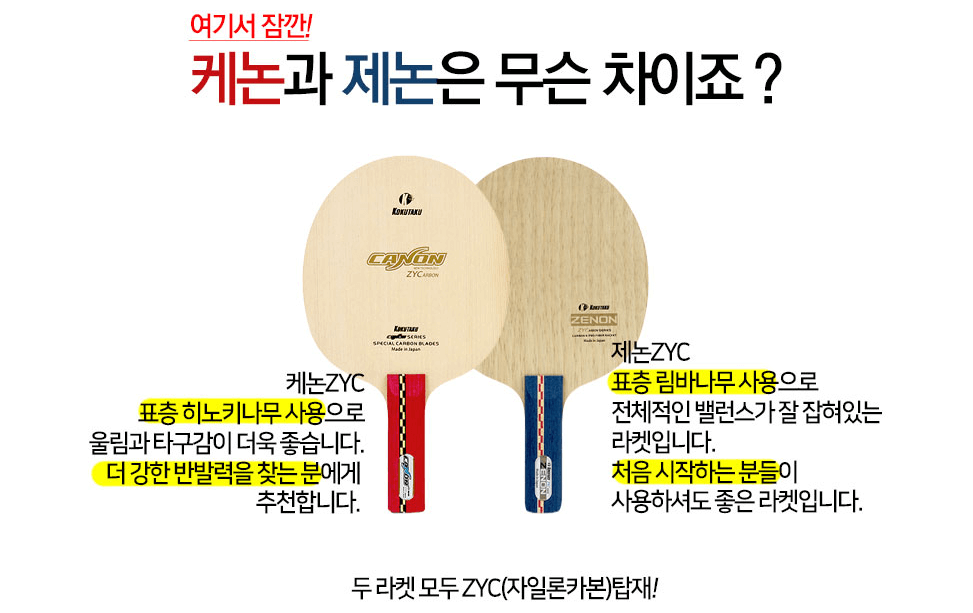 여기서 잠깐!
케논과 제논은 무슨 차이죠 ?
KOKUTAKU
CANON
ZYCARBON
KOKUTAKU
CANON SERIES
SPECIAL CARBON BLADES
Made in Japan
KOKUTAKU
ZENON
Made in Japan
케논ZYC
표층 히노키나무 사용으로
울림과 타구감이 더욱 좋습니다.
더 강한 반발력을 찾는 분에게
추천합니다.
제논ZYC
표층 림바나무 사용으로
전체적인 밸런스가 잘 잡혀있는
라켓입니다.
처음 시작하는 분들이
사용하셔도 좋은 라켓입니다.
CANON
ZENON
두 라켓 모두 ZYC(자일론카본)탑재!